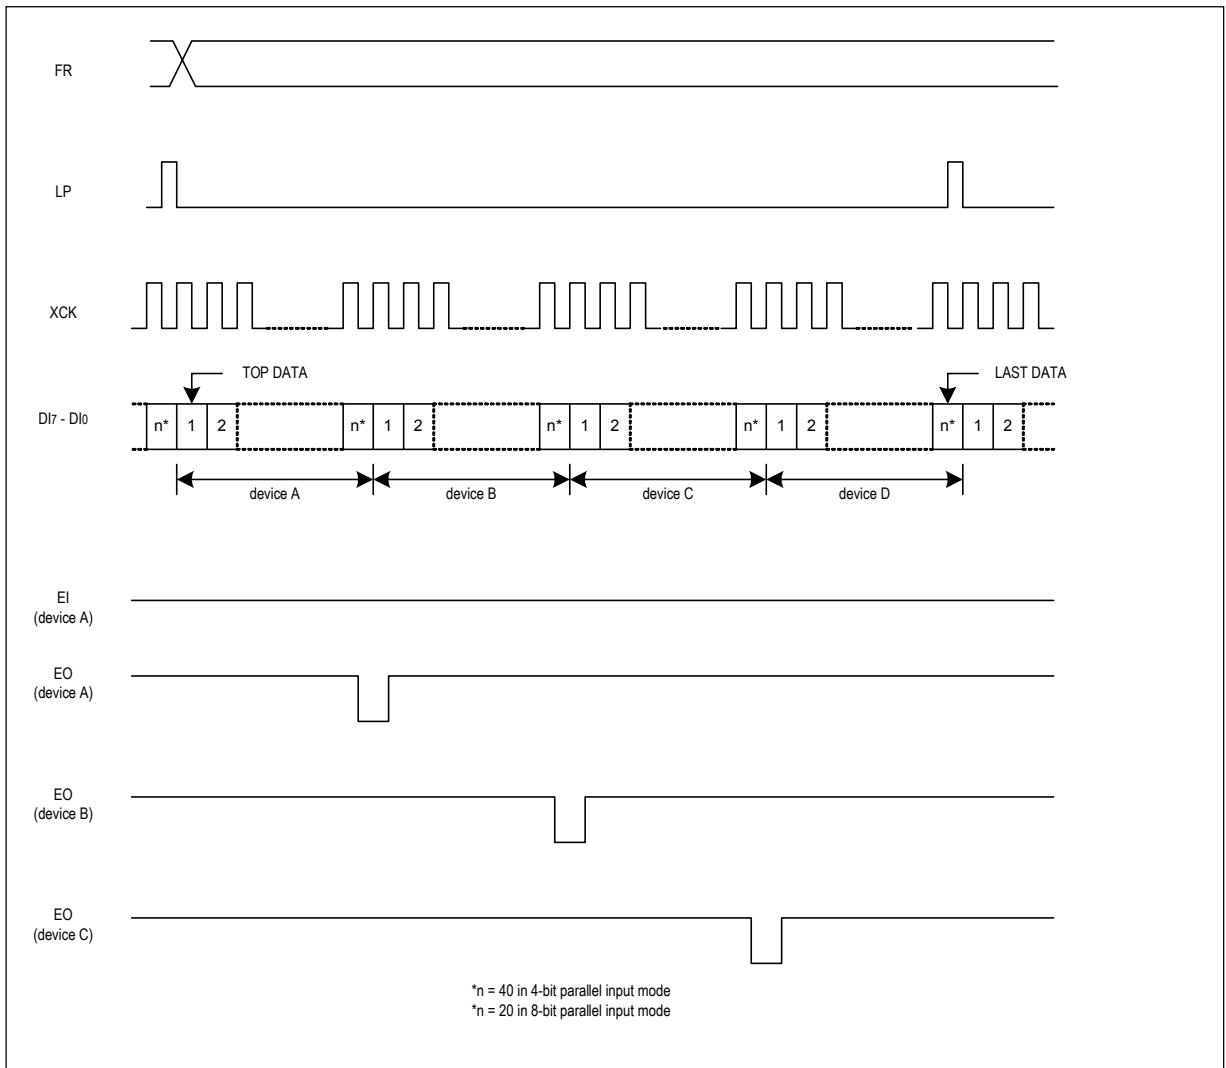 FR
LP
XCK
TOP DATA
LAST DATA
DI7 - DI0
n* 1 2 n* 1 2 n* 1 2 n* 1 2 n* 1 2
device A device B device C device D
EI
(device A)
EO
(device A)
EO
(device B)
EO
(device C)
*n = 40 in 4-bit parallel input mode
*n = 20 in 8-bit parallel input mode